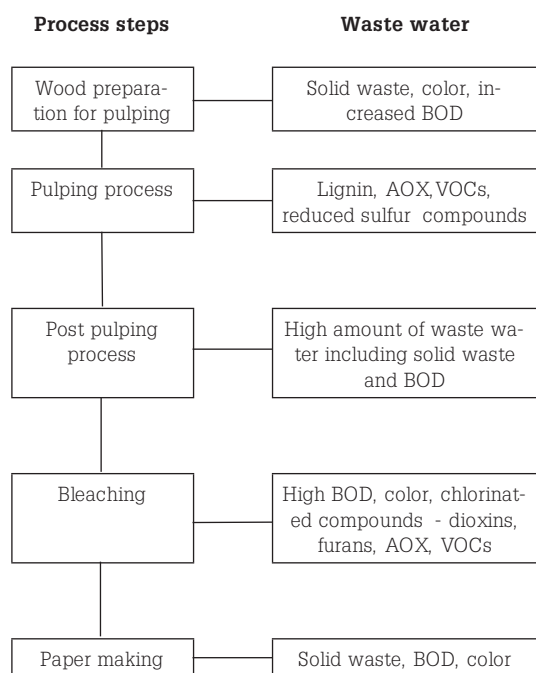 Process steps
Waste water
Wood prepara-
tion for pulping
Solid waste, color, in-
creased BOD
Pulping process
Lignin, AOX, VOCs,
reduced sulfur compounds
Post pulping
process
High amount of waste wa-
ter including solid waste
and BOD
Bleaching
High BOD, color, chlorinat-
ed compounds - dioxins,
furans, AOX, VOCs
Paper making
Solid waste, BOD, color